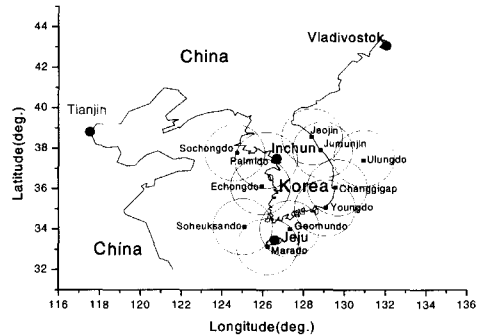 44
42
40
38
36
34
32
Latitude(deg.)
China
Vladivostok
Tianjin
Jeojin
Sochongdo
Inchun
Jumunjin
Palmido
Ulungdo
Echongdo
Korea
Changgigap
Youngdo
Soheuksando
Geomundo
China
Jeju
Marado
116 118 120 122 124 126 128 130 132 134 136
Longitude(deg.)